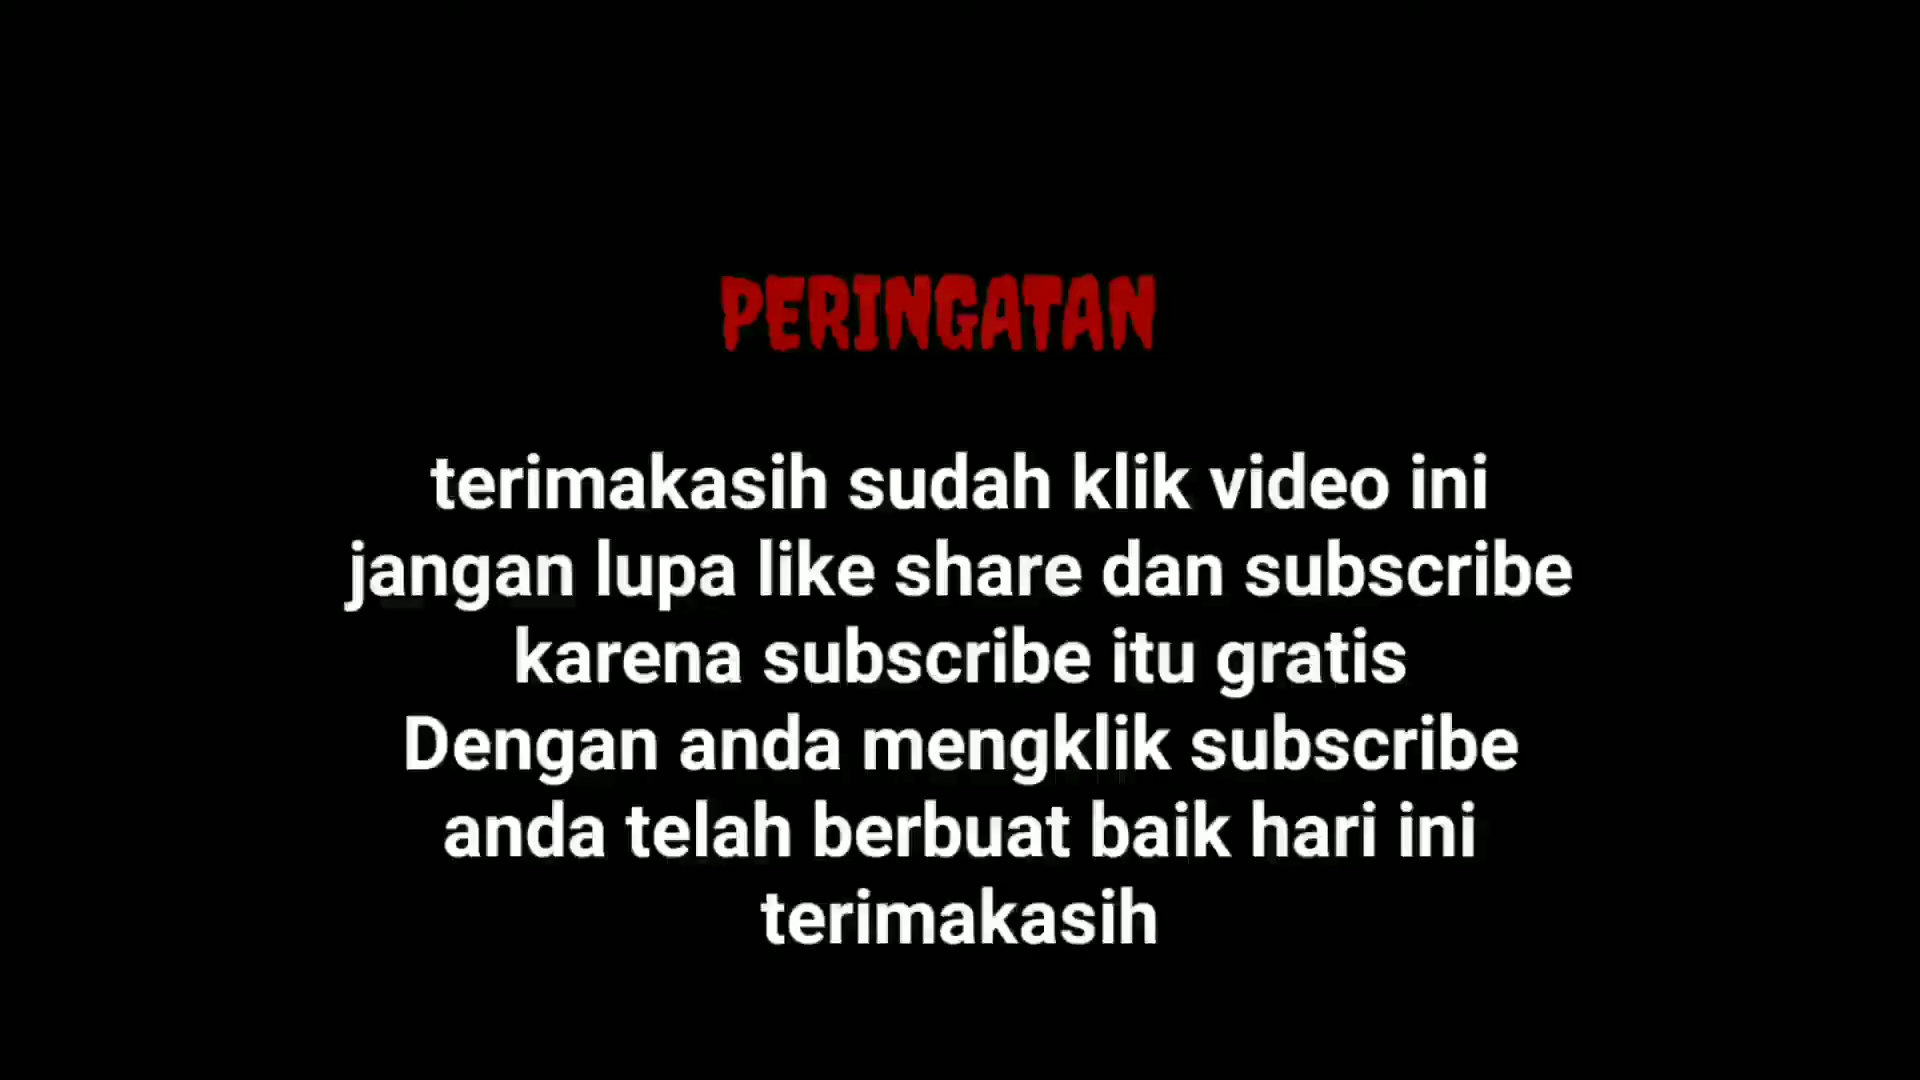 PERINGATAN
terimakasih sudah klik video ini
jangan lupa like share dan subscribe
karena subscribe itu gratis
Dengan anda mengklik subscribe
anda telah berbuat baik hari ini
terimakasih